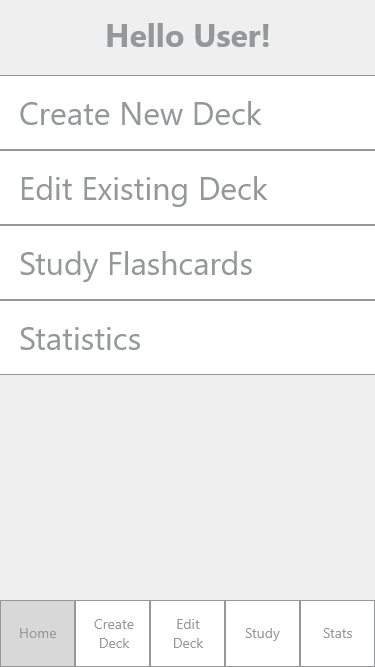 Hello User!
Create New Deck
Edit Existing Deck
Study Flashcards
Statistics
Home
Create
Deck
Edit
Deck
Study
Stats